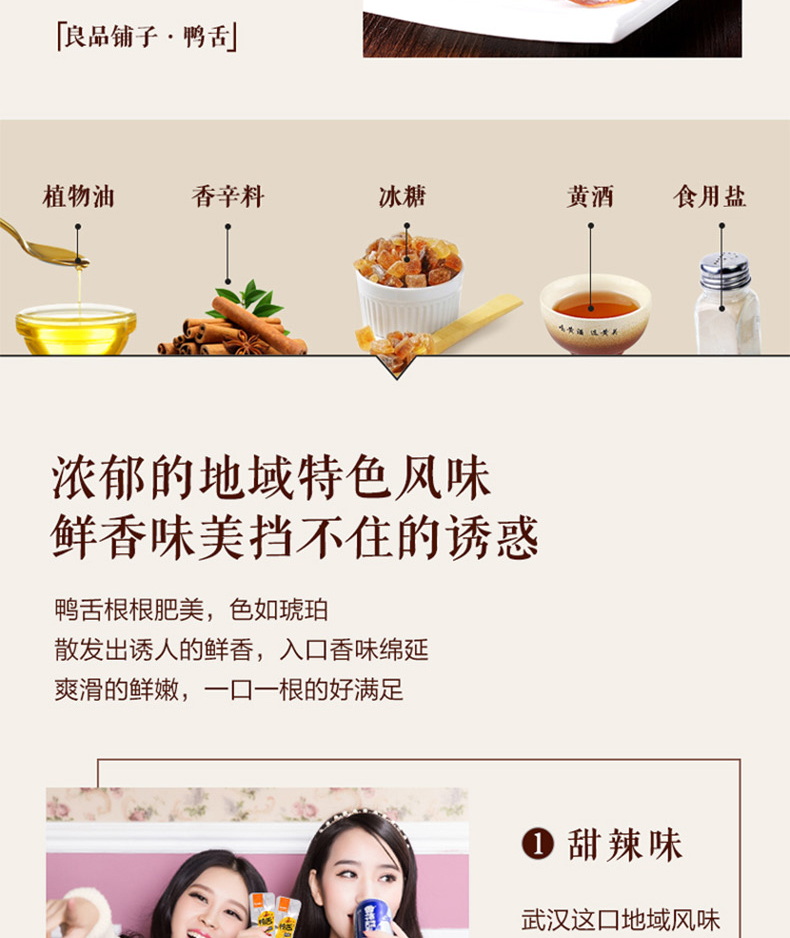 「良品铺子·鸭舌」
植物油 香辛料 冰糖 黄酒 食用盐
浓郁的地域特色风味
鲜香味美挡不住的诱惑
鸭舌根根肥美，色如琥珀
散发出诱人的鲜香，入口香味绵延
爽滑的鲜嫩，一口一根的好满足
1 甜辣味
武汉这口地域风味